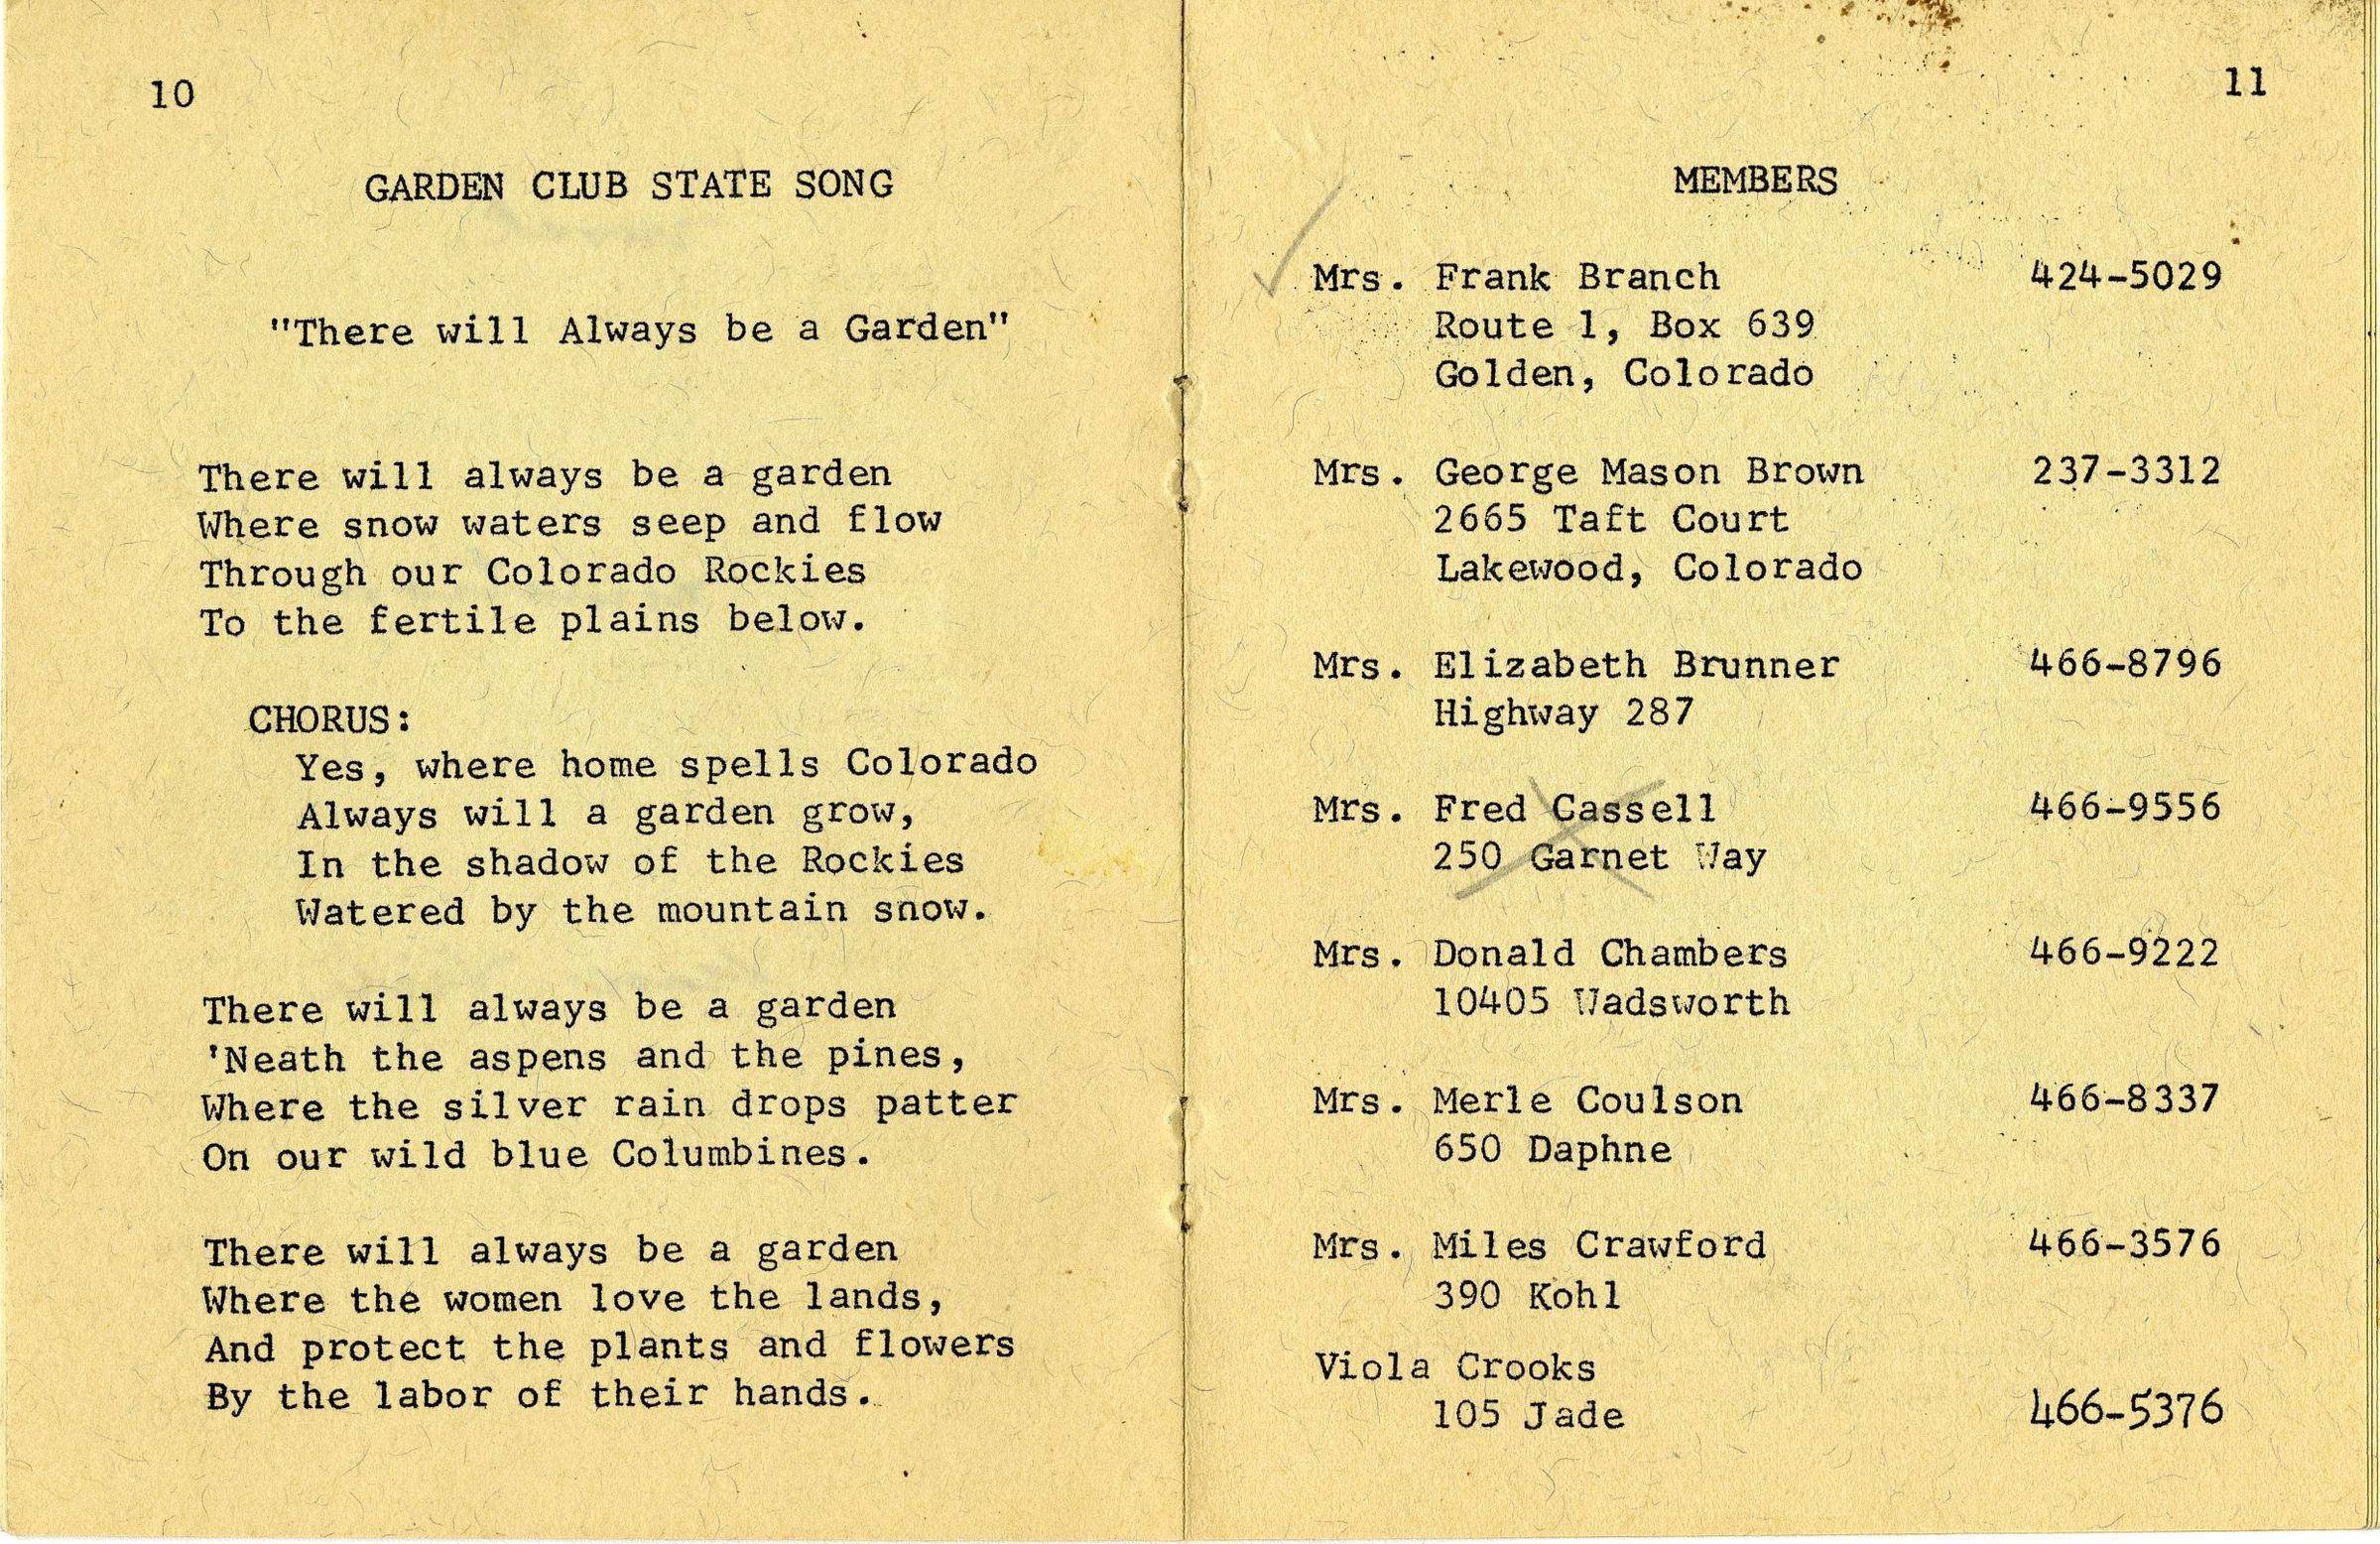 10
GARDEN CLUB STATE SONG
"There will Always be a Garden"
There will always be a garden
Where snow waters seep and flow
Through our Colorado Rockies
To the fertile plains below.
CHORUS:
Yes, where home spells Colorado
Always will a garden grow,
In the shadow of the Rockies
Watered by the mountain snow.
There will always be a garden
'Neath the aspens and the pines,
Where the silver rain drops patter
On our wild blue Columbines.
There will always be a garden
Where the women love the lands,
And protect the plants and flowers
By the labor of their hands.
11
MEMBERS
Mrs. Frank Branch 424-5029
Route 1, Box 639
Golden, Colorado
Mrs. George Mason Brown 237-3312
2665 Taft Court
Lakewood, Colorado
Mrs. Elizabeth Brunner 466-8796
Highway 287
Mrs. Fred Cassell 466-9556
250 Garnet Way
Mrs. Donald Chambers 466-9222
10405 Wadsworth
Mrs. Merle Coulson 466-8337
650 Daphne
Mrs. Miles Crawford 466-3576
390 Kohl
Viola Crooks
105 Jade 466-5376